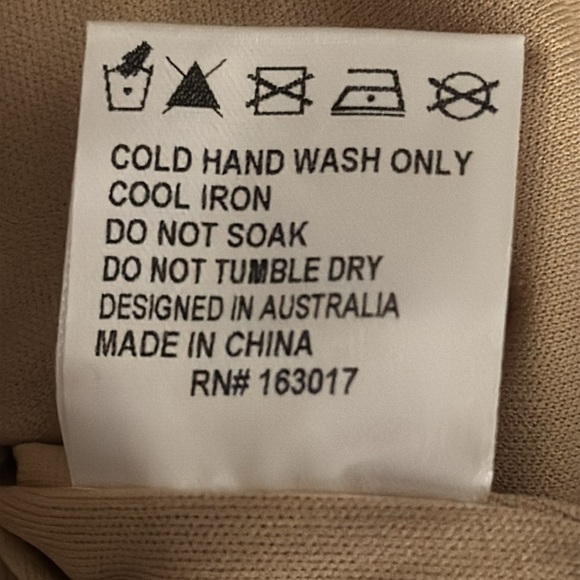 COLD HAND WASH ONLY
COOL IRON
DO NOT SOAK
DO NOT TUMBLE DRY
DESIGNED IN AUSTRALIA
MADE IN CHINA
RN# 163017